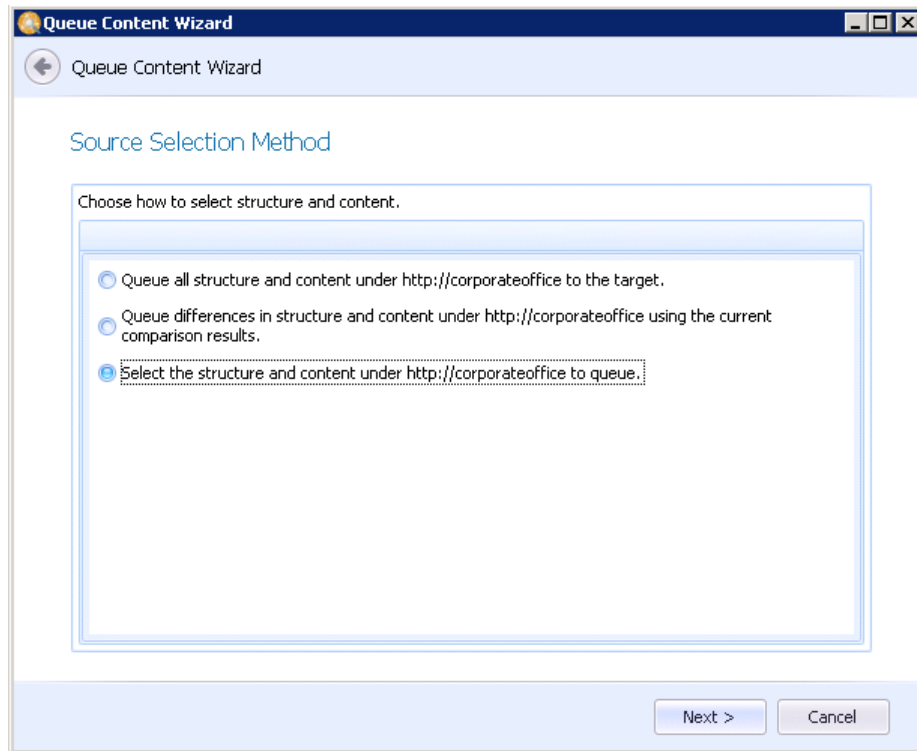 Queue Content Wizard
Queue Content Wizard
Source Selection Method
Choose how to select structure and content.
Queue all structure and content under http://corporateoffice to the target.
Queue differences in structure and content under http://corporateoffice using the current
comparison results.
Select the structure and content under http://corporateoffice to queue.
Next >
Cancel